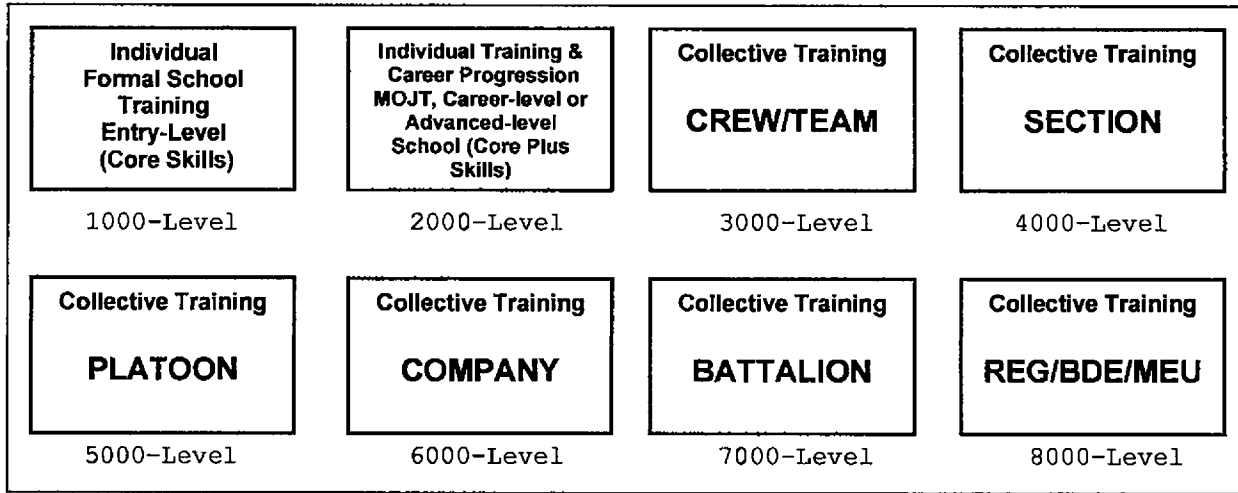 Individual
Formal School
Training
Entry-Level
(Core Skills)
1000-Level
Individual Training &
Career Progression
MOJT, Career-level or
Advanced-level
School (Core Plus
Skills)
2000-Level
Collective Training
CREW/TEAM
3000-Level
Collective Training
SECTION
4000-Level
Collective Training
PLATOON
5000-Level
Collective Training
COMPANY
6000-Level
Collective Training
BATTALION
7000-Level
Collective Training
REG/BDE/MEU
8000-Level